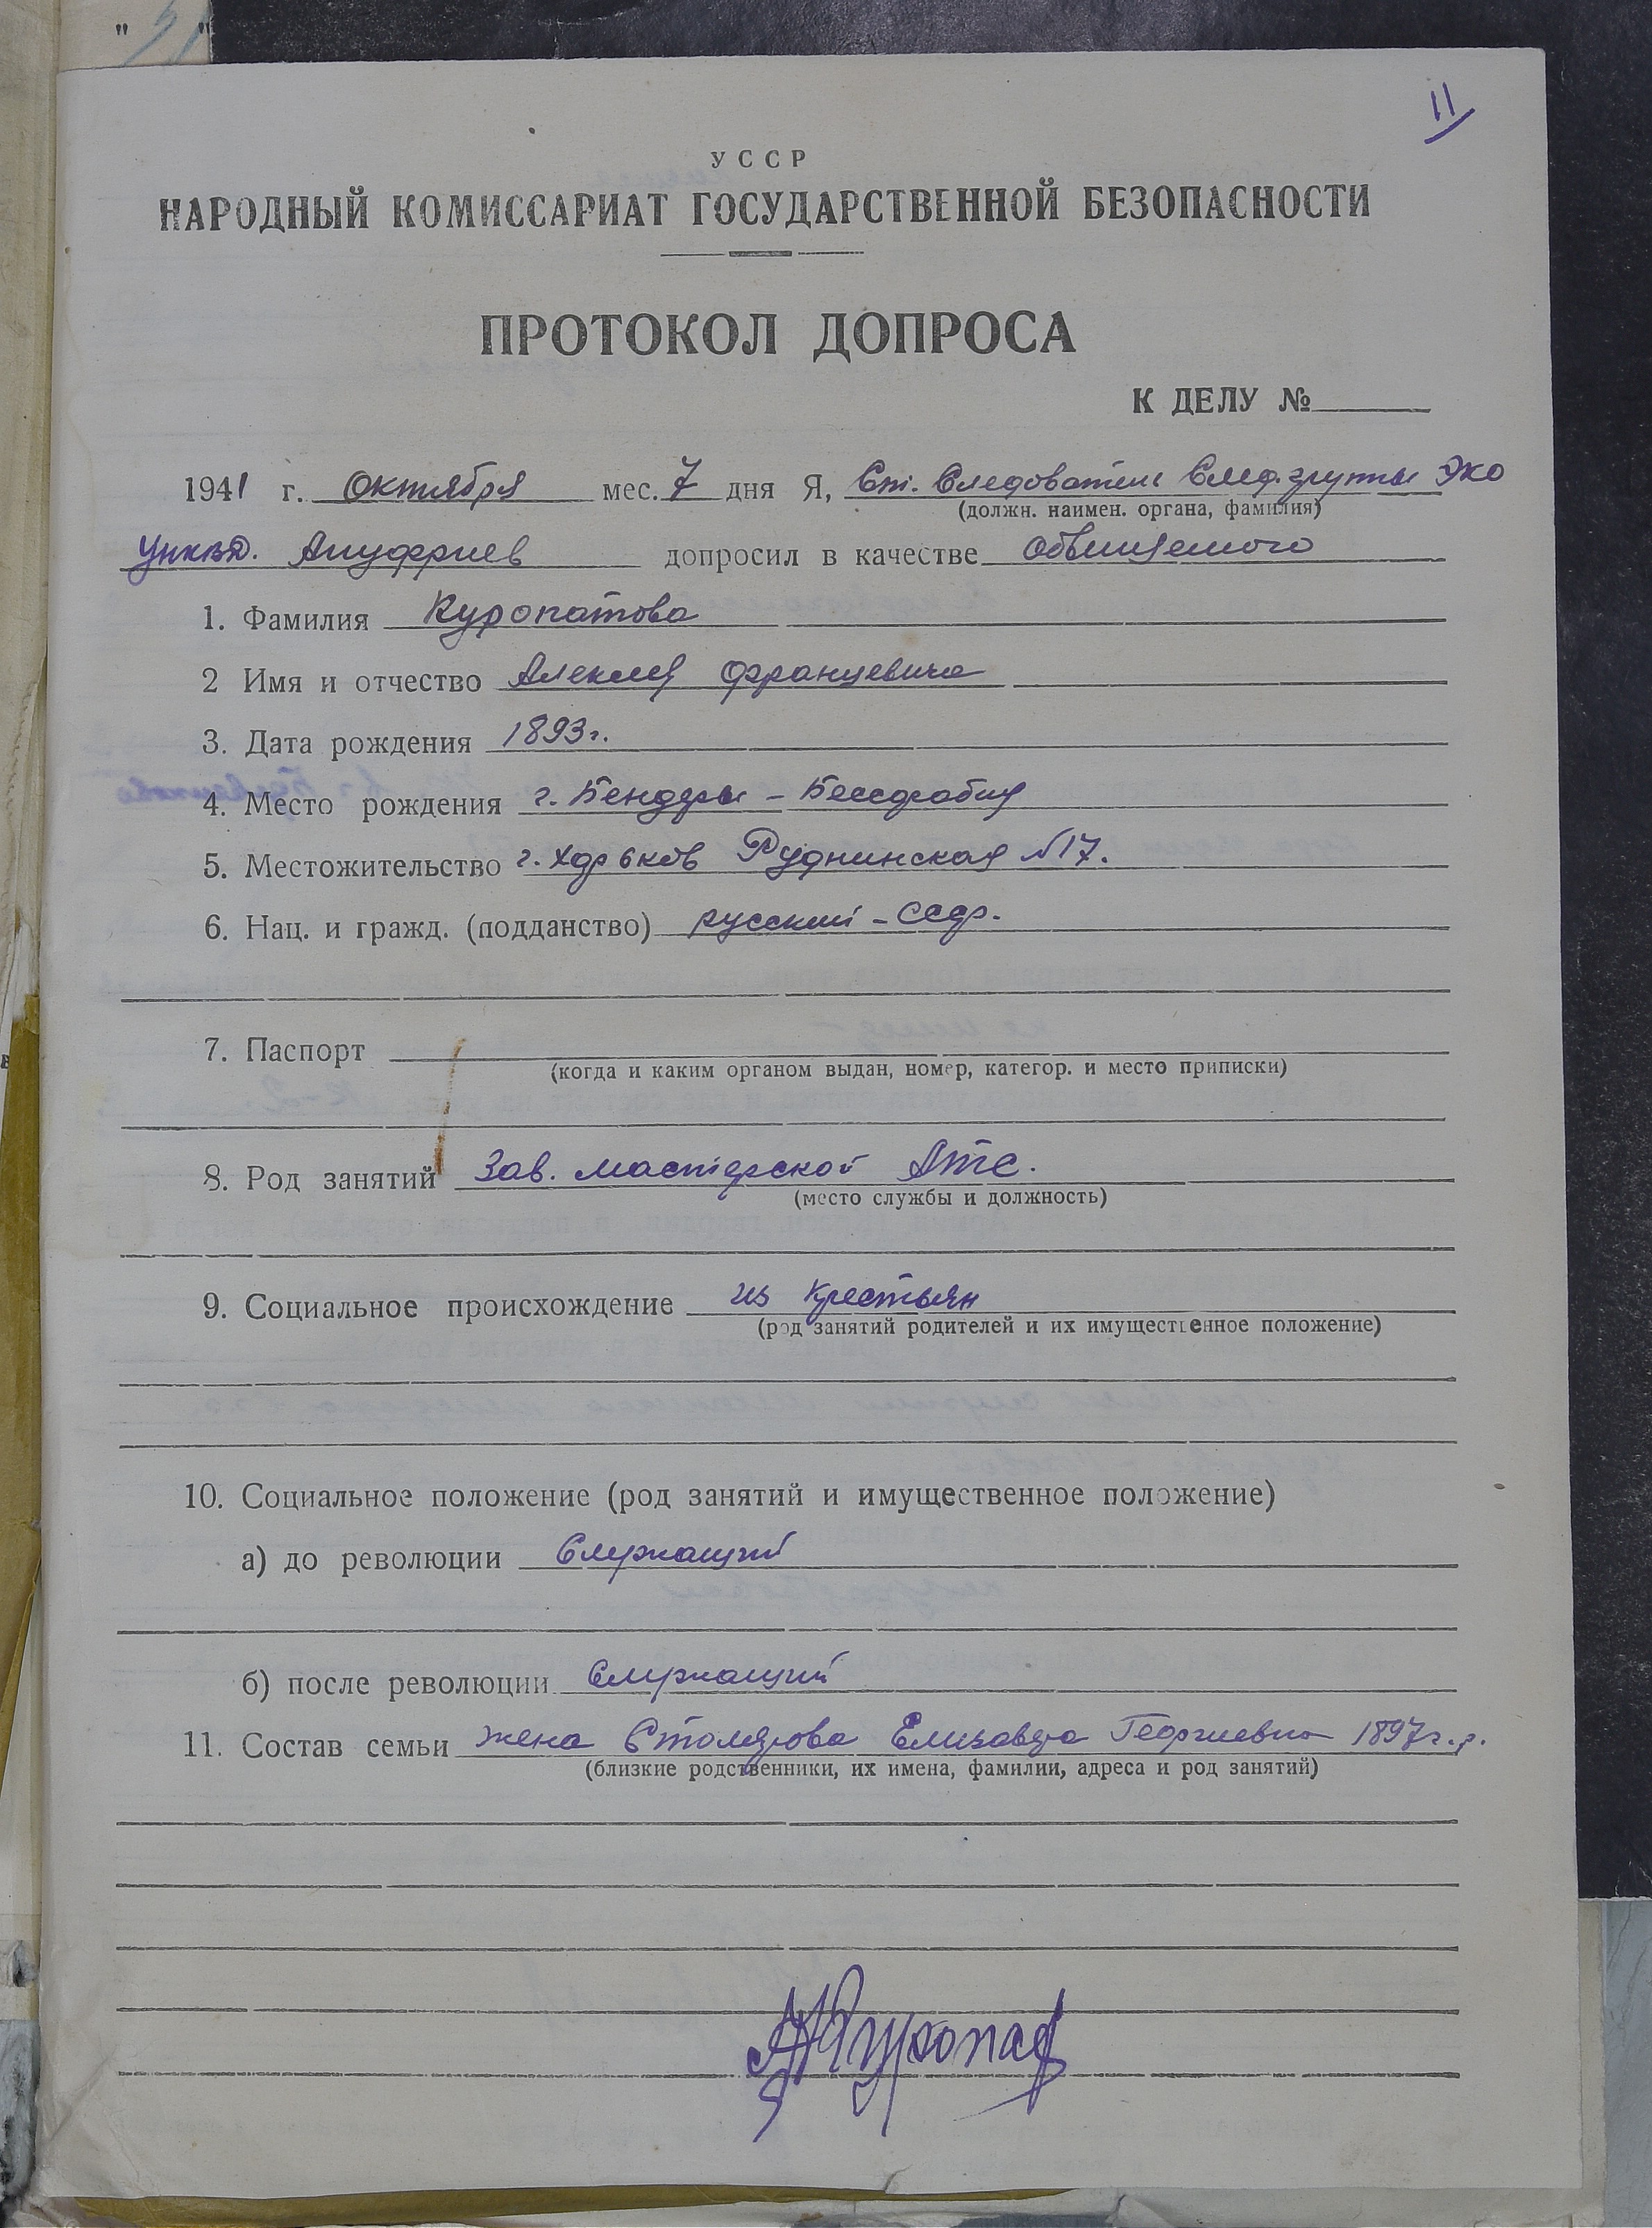 11
УССР
НАРОДНЫЙ КОМИССАРИАТ ГОСУДАРСТВЕННОЙ БЕЗОПАСНОСТИ
ПРОТОКОЛ ДОПРОСА
К ДЕЛУ №
1941 г. Октября мес. 7 дня Я, Ст. Следователь След.группы ЭКО
(должн. наимен. органа, фамилия)
УНКВД. Ануфриев допросил в качестве Обвиняемого
1. Фамилия Куропатова
2 Имя и отчество Алексея Францевича
3. Дата рождения 1893г.
4. Место рождения г. Бендеры – Бессарабия
5. Местожительство г. Харьков Руднинская №17.
6. Нац. и гражд. (подданство) русский – ссср.
7. Паспорт
(когда и каким органом выдан, номер, категор. и место приписки)
8. Род занятий Зав. мастерской АТС.
(место службы и должность)
9. Социальное происхождение из крестьян
(род занятий родителей и их имущественное положение)
10. Социальное положение (род занятий и имущественное положение)
а) до революции Служащий
б) после революции Служащий
11. Состав семьи жена Столярова Елизавета Георгиевна 1897г.р.
(близкие родственники, их имена, фамилии, адреса и род занятий)